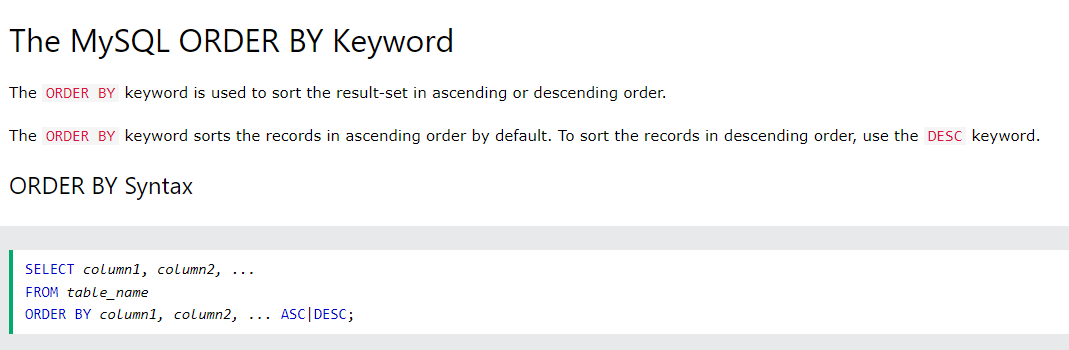 The MySQL ORDER BY Keyword
The ORDER BY keyword is used to sort the result-set in ascending or descending order.
The ORDER BY keyword sorts the records in ascending order by default. To sort the records in descending order, use the DESC keyword.
ORDER BY Syntax
SELECT column1, column2, ...
FROM table_name
ORDER BY column1, column2, ... ASC|DESC;